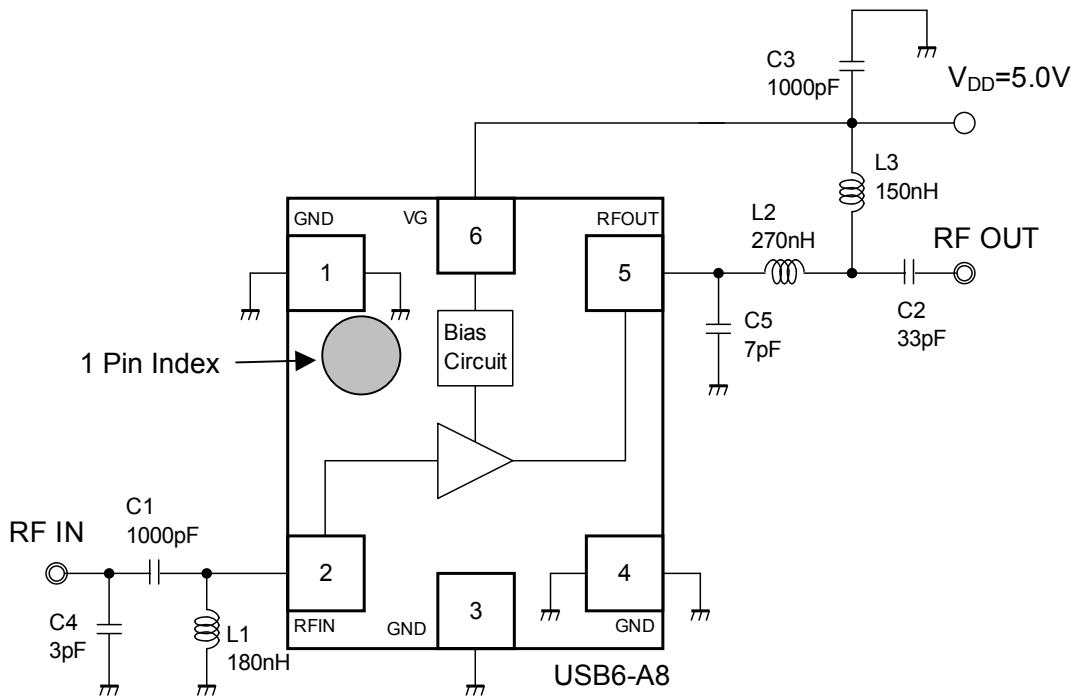 C3
1000pF
V_DD=5.0V
L3
150nH
GND
VG
6
RFOUT
L2
270nH
RF OUT
1
5
C2
33pF
C5
7pF
Bias
Circuit
1 Pin Index
C1
1000pF
RF IN
2
4
3
C4
3pF
L1
180nH
RFIN
GND
GND
USB6-A8